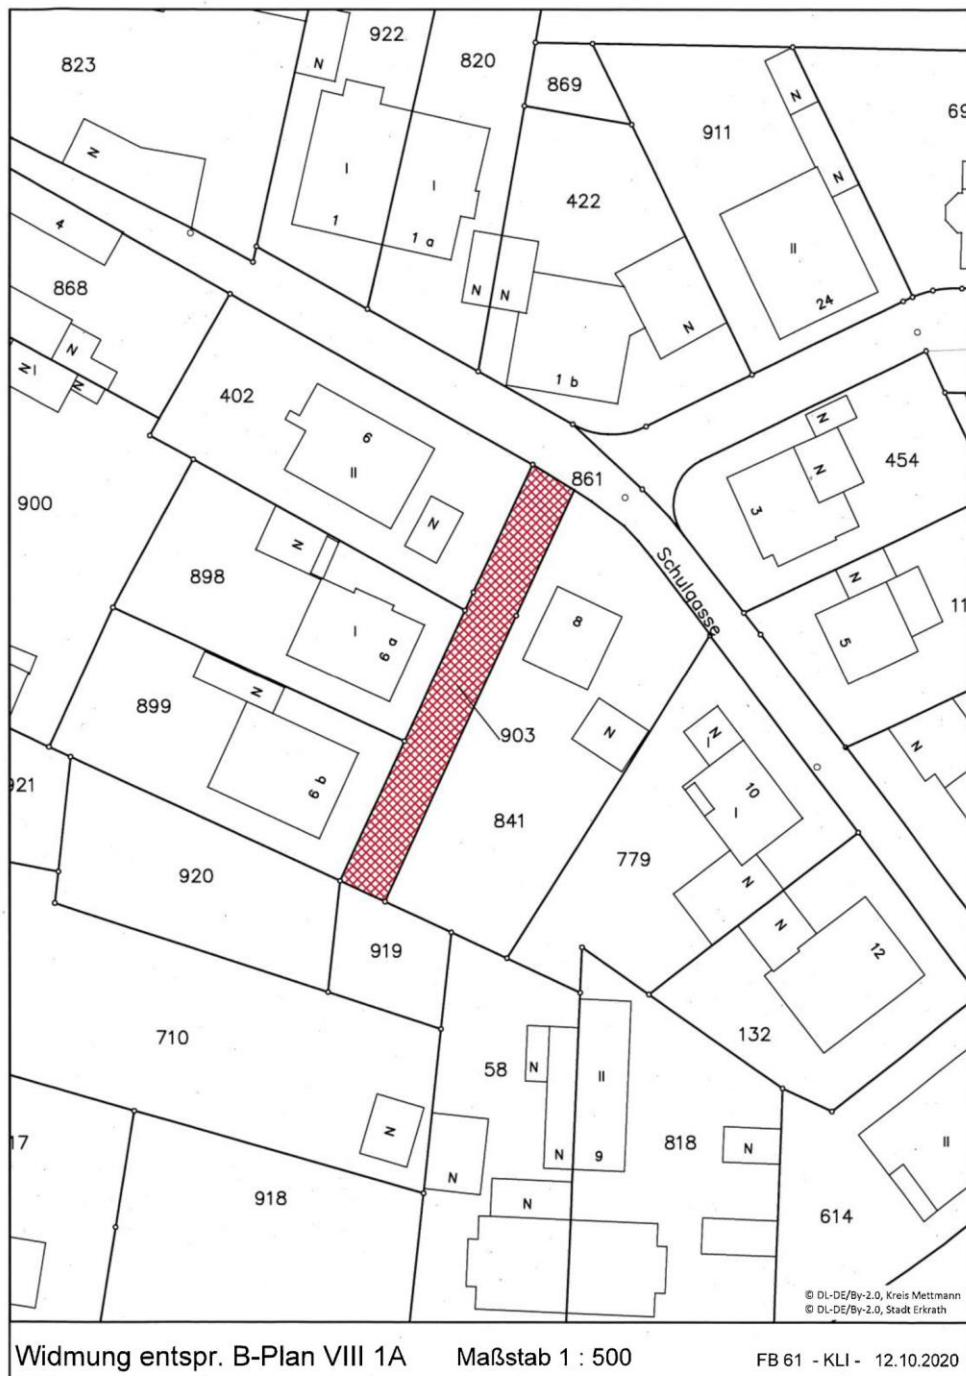 922
820
823
N
869
911
N
69
N
422
N
I
I
1
1 a
II
24
4
N
N
N
868
N
I
N
N
1 b
402
6
II
N
454
N
N
3
861
900
N
898
Schulgasse
N
5
11
I
6 a
8
899
N
903
N
N
I
10
I
N
6 b
921
841
779
920
N
N
12
919
710
58
N
II
132
N
N
N
9
818
N
II
17
918
N
614
© DL-DE/By-2.0, Kreis Mettmann
© DL-DE/By-2.0, Stadt Erkrath
Widmung entspr. B-Plan VIII 1A Maßstab 1 : 500 FB 61 - KLI - 12.10.2020